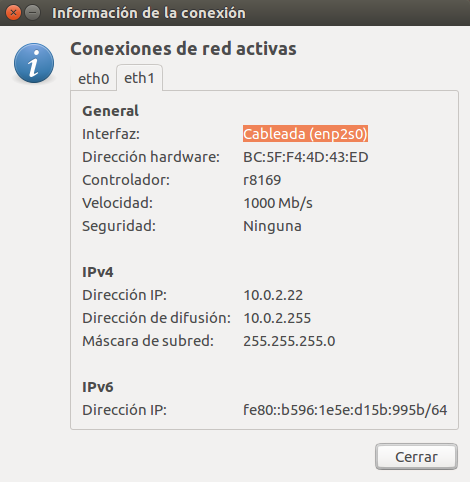 Información de la conexión
Conexiones de red activas
eth0 eth1
General
Interfaz: Cableada (enp2s0)
Dirección hardware: BC:5F:F4:4D:43:ED
Controlador: r8169
Velocidad: 1000 Mb/s
Seguridad: Ninguna
IPv4
Dirección IP: 10.0.2.22
Dirección de difusión: 10.0.2.255
Máscara de subred: 255.255.255.0
IPv6
Dirección IP: fe80::b596:1e5e:d15b:995b/64
Cerrar